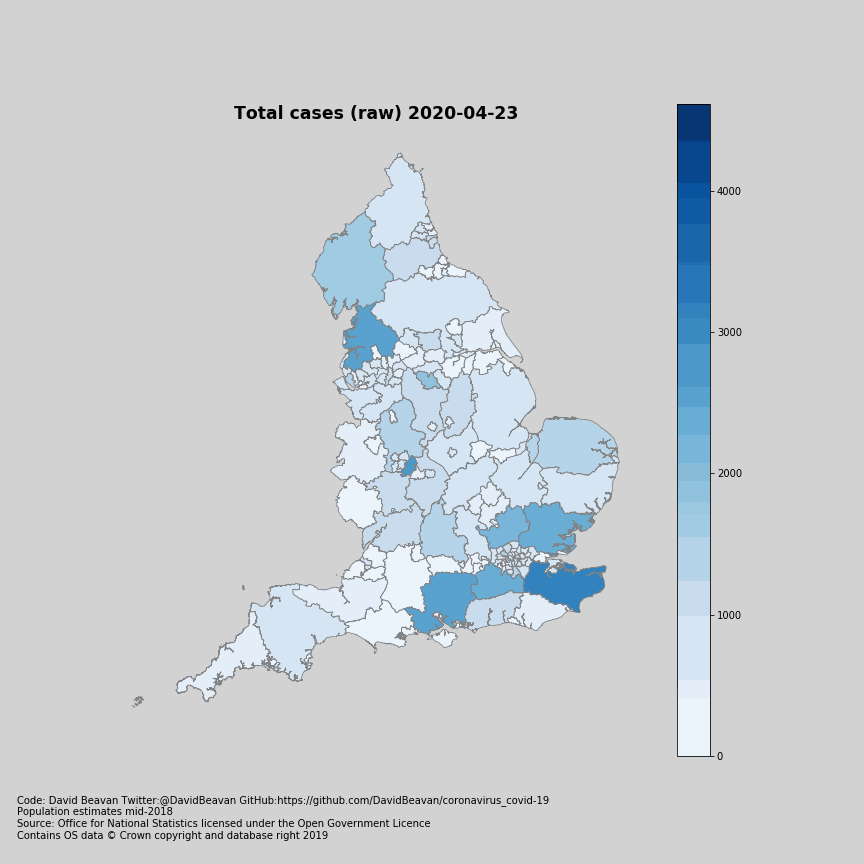 Total cases (raw) 2020-04-23
4000
3000
2000
1000
0
Code: David Beavan Twitter:@DavidBeavan GitHub:https://github.com/DavidBeavan/coronavirus_covid-19
Population estimates mid-2018
Source: Office for National Statistics licensed under the Open Government Licence
Contains OS data © Crown copyright and database right 2019